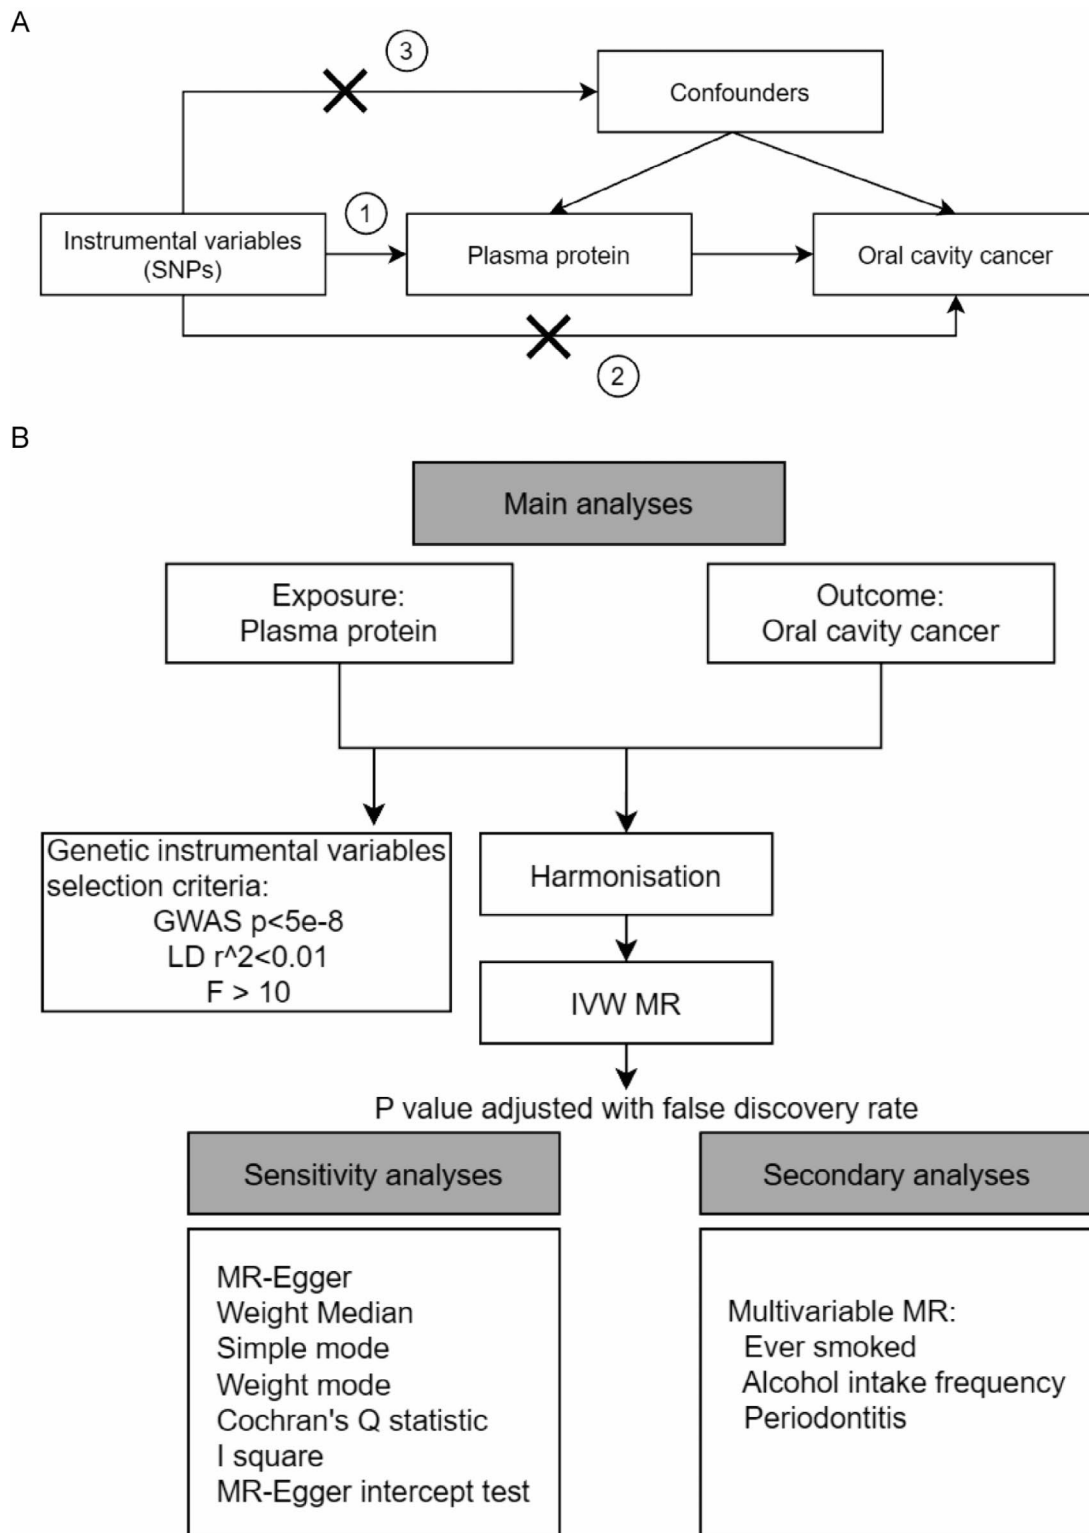 A
3
Confounders
1
Instrumental variables
(SNPs)
Plasma protein
Oral cavity cancer
2
B
Main analyses
Exposure:
Plasma protein
Outcome:
Oral cavity cancer
Genetic instrumental variables
selection criteria:
GWAS p<5e-8
LD r^2<0.01
F > 10
Harmonisation
IVW MR
P value adjusted with false discovery rate
Sensitivity analyses
MR-Egger
Weight Median
Simple mode
Weight mode
Cochran's Q statistic
I square
MR-Egger intercept test
Secondary analyses
Multivariable MR:
Ever smoked
Alcohol intake frequency
Periodontitis